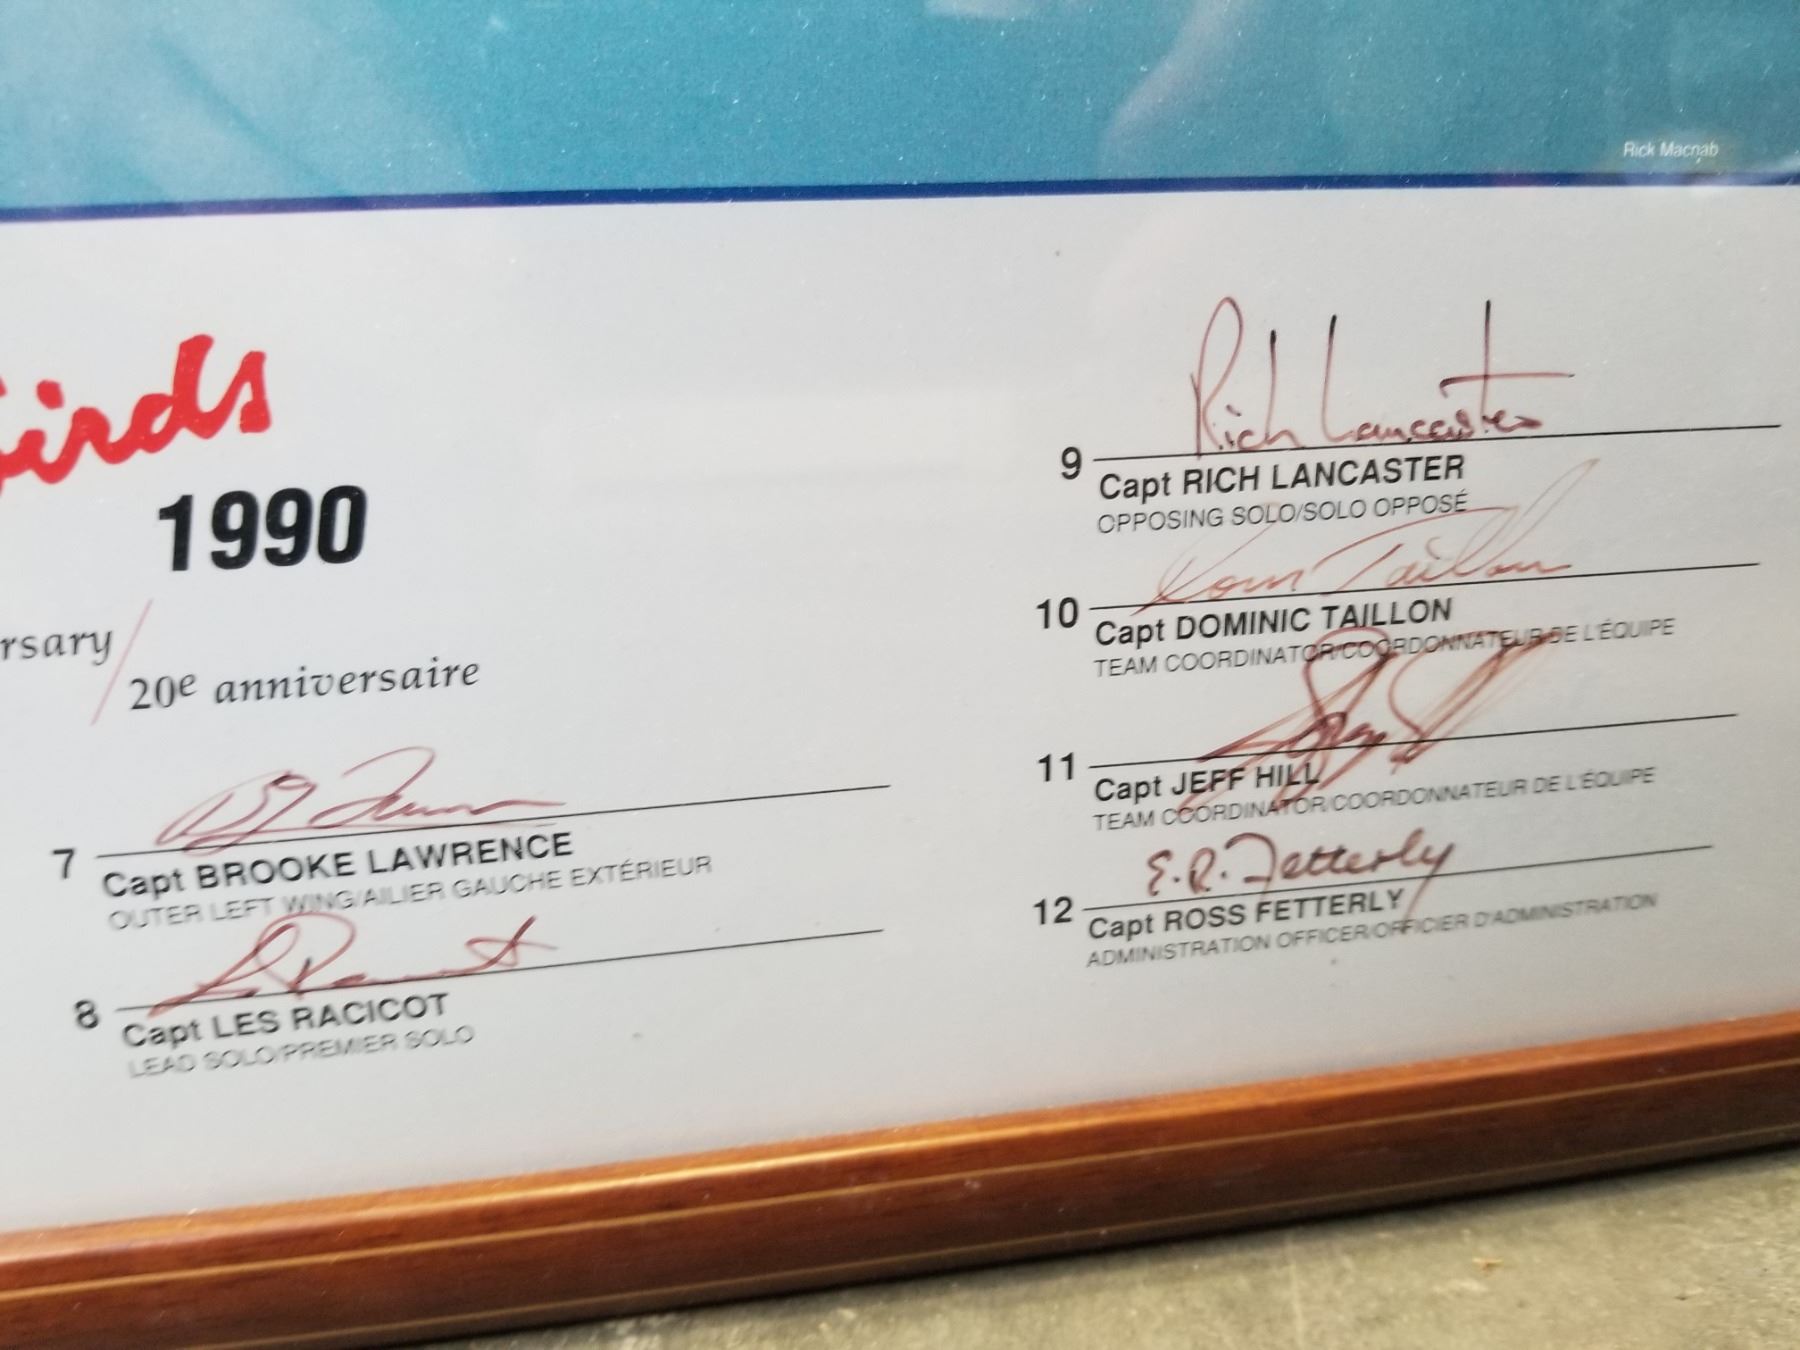 Rick Macnab
irds
1990
rsary/
20e anniversaire
7
Capt BROOKE LAWRENCE
OUTER LEFT WING/AILIER GAUCHE EXTÉRIEUR
8
Capt LES RACICOT
LEAD SOLO/PREMIER SOLO
Rich Lancaster
9
Capt RICH LANCASTER
OPPOSING SOLO/SOLO OPPOSÉ
Dom Taillon
10
Capt DOMINIC TAILLON
TEAM COORDINATOR/COORDONNATEUR DE L'ÉQUIPE
11
Capt JEFF HILL
TEAM COORDINATOR/COORDONNATEUR DE L'ÉQUIPE
E.R. Fetterly
12
Capt ROSS FETTERLY
ADMINISTRATION OFFICER/OFFICIER D'ADMINISTRATION